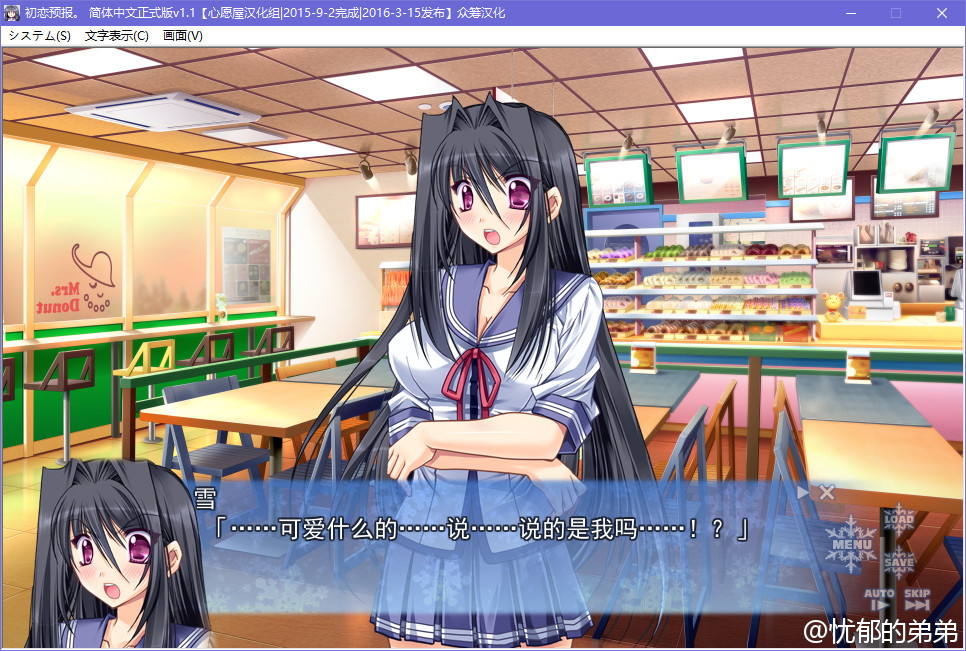 初恋预报。 简体中文正式版v1.1【心愿屋汉化组|2015-9-2完成|2016-3-15发布】众筹汉化
システム(S) 文字表示(C) 画面(V)
Mrs.
Donut
雪
「……可爱什么的……说……说的是我吗……！？」
LOAD
MENU
SAVE
AUTO SKIP
@忧郁的弟弟